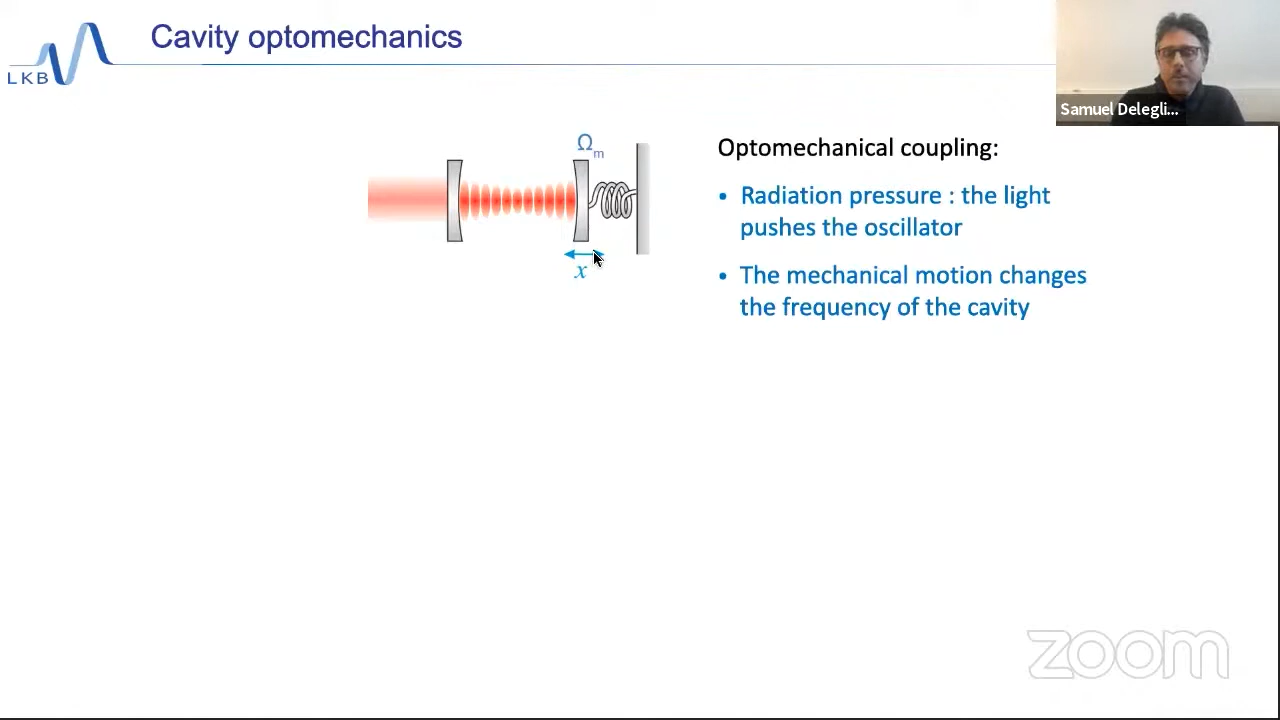 Cavity optomechanics
LKB
Samuel Delegli...
Ωm
x
Optomechanical coupling:
• Radiation pressure : the light
pushes the oscillator
• The mechanical motion changes
the frequency of the cavity
zoom